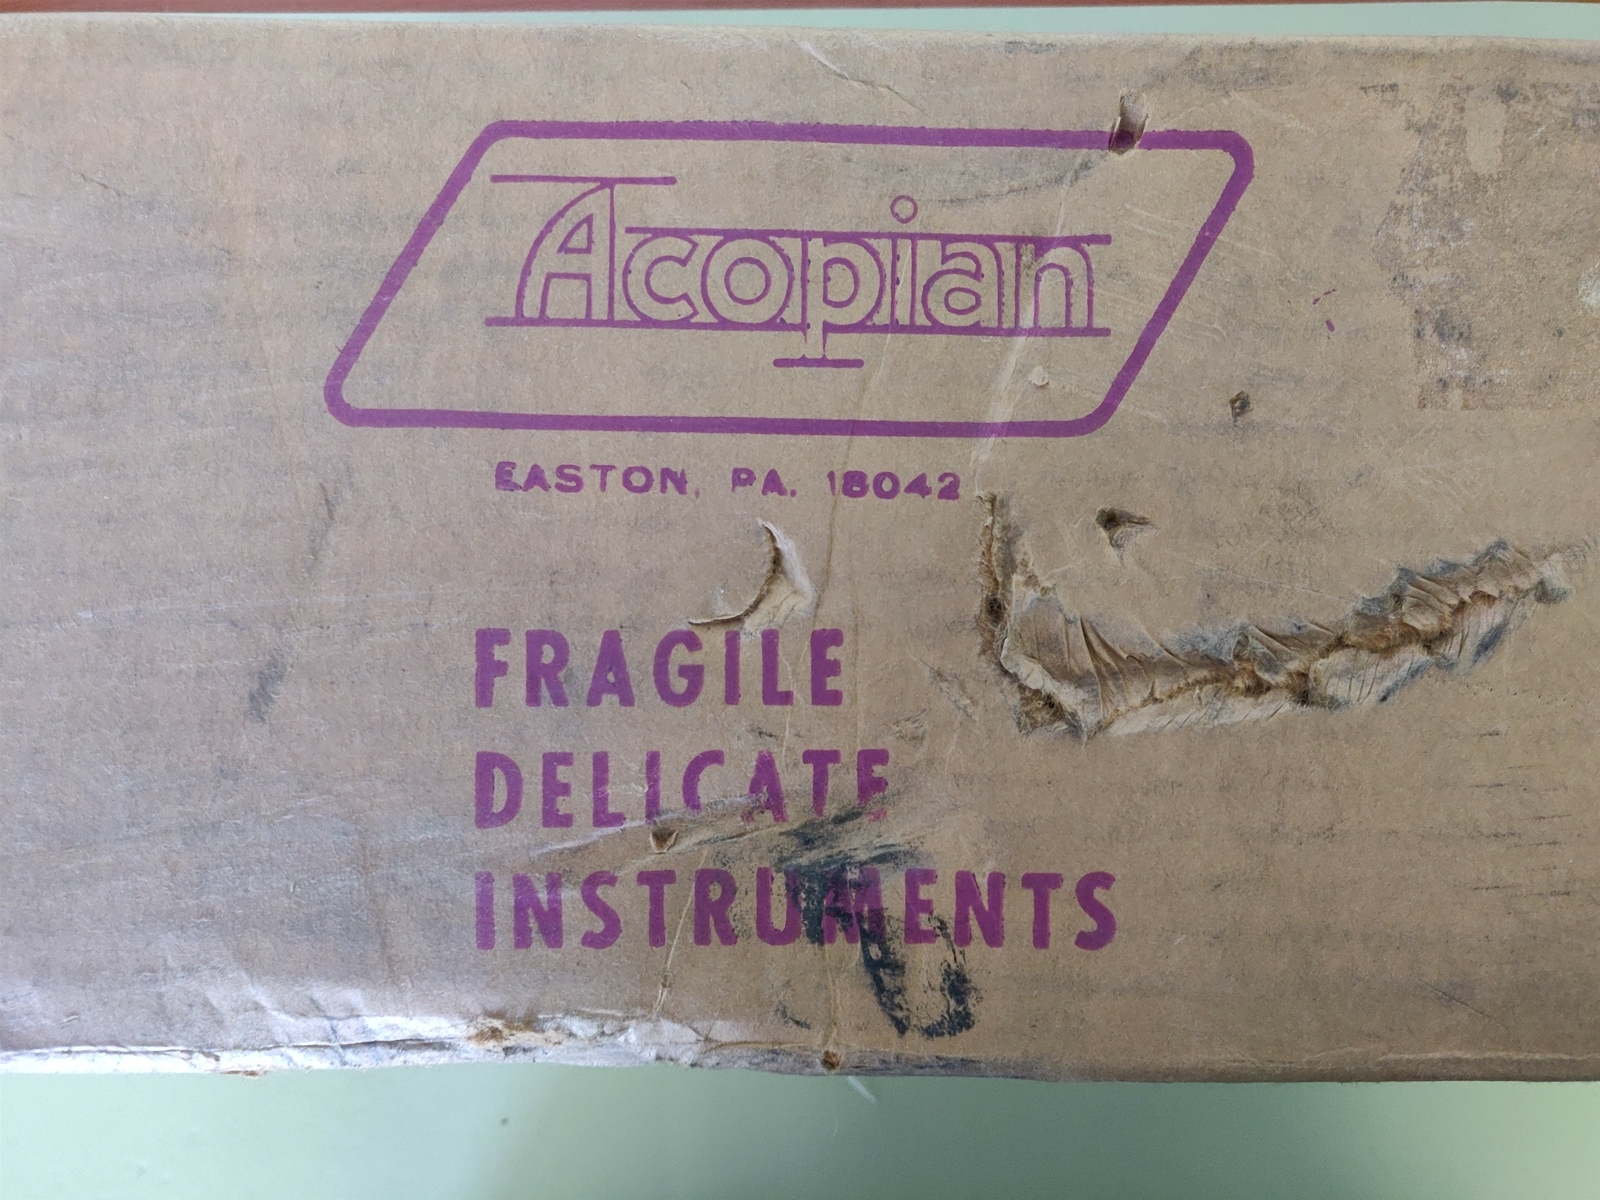 Acopian
EASTON, PA. 18042
FRAGILE
DELICATE
INSTRUMENTS